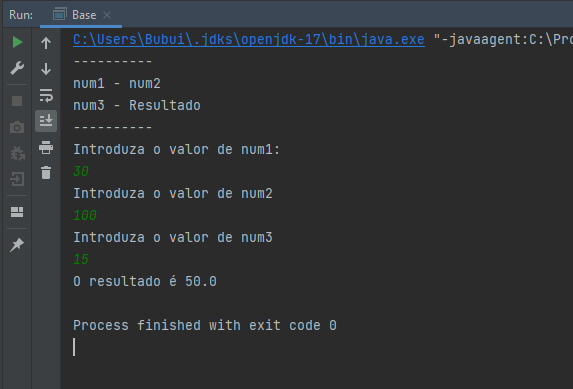 Run: Base
C:\Users\Bubui\.jdks\openjdk-17\bin\java.exe "-javaagent:C:\Pro
----------
num1 - num2
num3 - Resultado
----------
Introduza o valor de num1:
30
Introduza o valor de num2
100
Introduza o valor de num3
15
O resultado é 50.0
Process finished with exit code 0